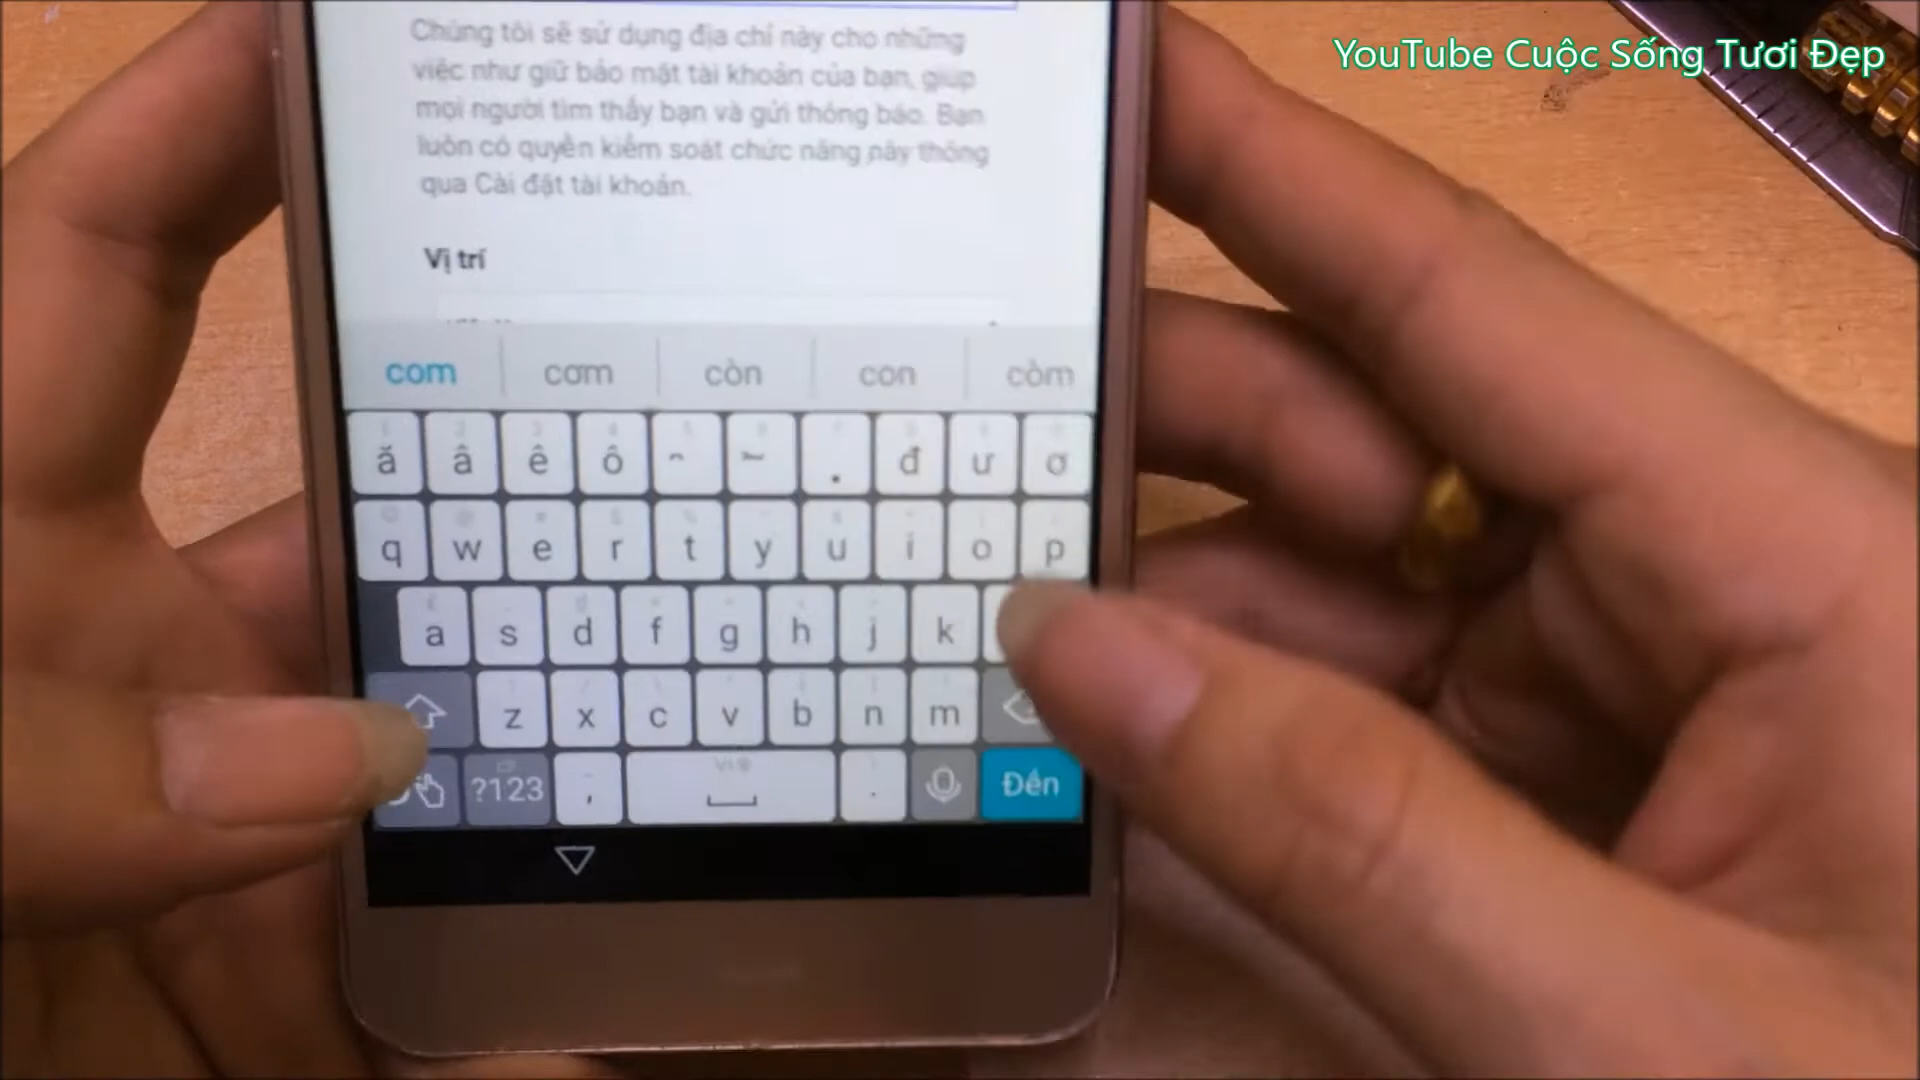 YouTube Cuộc Sống Tươi Đẹp
Chúng tôi sẽ sử dụng địa chỉ này cho những
việc như giữ bảo mật tài khoản của bạn, giúp
mọi người tìm thấy bạn và gửi thông báo. Bạn
luôn có quyền kiểm soát chức năng này thông
qua Cài đặt tài khoản.
Vị trí
com cơm còn con còm
ă â ê ô . đ ư ơ
q w e r t y u i o p
a s d f g h j k
z x c v b n m
?123 , . Đến